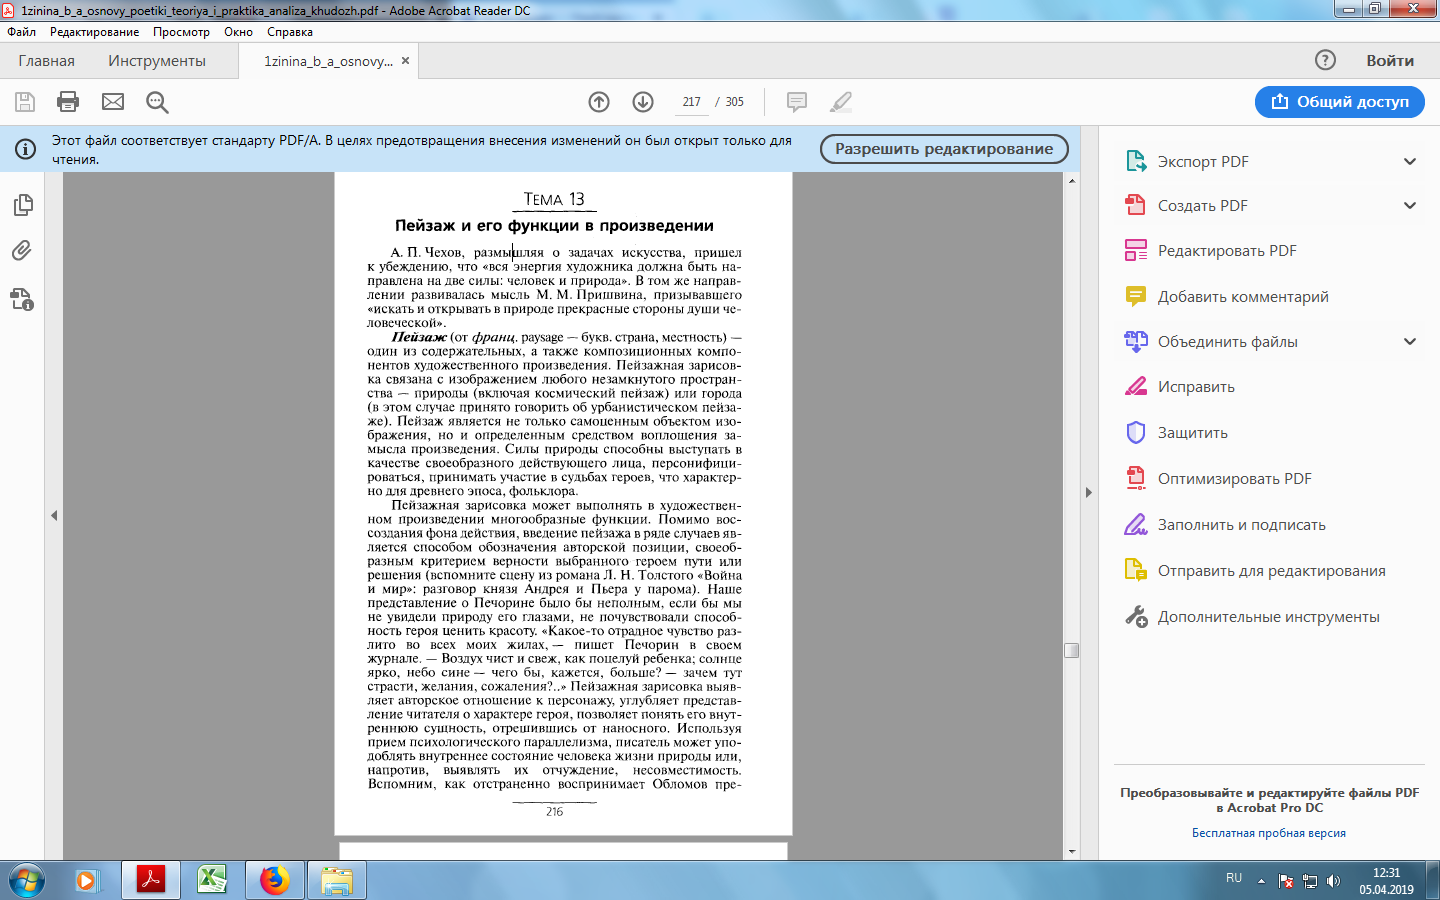 1zinina_b_a_osnovy_poetiki_teoriya_i_praktika_analiza_khudozh.pdf - Adobe Acrobat Reader DC
Файл Редактирование Просмотр Окно Справка
Главная Инструменты 1zinina_b_a_osnovy... × Войти
217 / 305 Общий доступ
Этот файл соответствует стандарту PDF/A. В целях предотвращения внесения изменений он был открыт только для
чтения.
Разрешить редактирование
Тема 13
Пейзаж и его функции в произведении
А. П. Чехов, размышляя о задачах искусства, пришел
к убеждению, что «вся энергия художника должна быть на-
правлена на две силы: человек и природа». В том же направ-
лении развивалась мысль М. М. Пришвина, призывавшего
«искать и открывать в природе прекрасные стороны души че-
ловеческой».
Пейзаж (от франц. paysage — букв. страна, местность) —
один из содержательных, а также композиционных компо-
нентов художественного произведения. Пейзажная зарисов-
ка связана с изображением любого незамкнутого простран-
ства — природы (включая космический пейзаж) или города
(в этом случае принято говорить об урбанистическом пейза-
же). Пейзаж является не только самоценным объектом изо-
бражения, но и определенным средством воплощения за-
мысла произведения. Силы природы способны выступать в
качестве своеобразного действующего лица, персонифици-
роваться, принимать участие в судьбах героев, что характер-
но для древнего эпоса, фольклора.
Пейзажная зарисовка может выполнять в художествен-
ном произведении многообразные функции. Помимо вос-
создания фона действия, введение пейзажа в ряде случаев яв-
ляется способом обозначения авторской позиции, своеоб-
разным критерием верности выбранного героем пути или
решения (вспомните сцену из романа Л. Н. Толстого «Война
и мир»: разговор князя Андрея и Пьера у парома). Наше
представление о Печорине было бы неполным, если бы мы
не увидели природу его глазами, не почувствовали способ-
ность героя ценить красоту. «Какое-то отрадное чувство раз-
лито во всех моих жилах, — пишет Печорин в своем
журнале. — Воздух чист и свеж, как поцелуй ребенка; солнце
ярко, небо сине — чего бы, кажется, больше? — зачем тут
страсти, желания, сожаления?..» Пейзажная зарисовка выяв-
ляет авторское отношение к персонажу, углубляет представ-
ление читателя о характере героя, позволяет понять его внут-
реннюю сущность, отрешившись от наносного. Используя
прием психологического параллелизма, писатель может упо-
доблять внутреннее состояние человека жизни природы или,
напротив, выявлять их отчуждение, несовместимость.
Вспомним, как отстраненно воспринимает Обломов пре-
216
Экспорт PDF
Создать PDF
Редактировать PDF
Добавить комментарий
Объединить файлы
Исправить
Защитить
Оптимизировать PDF
Заполнить и подписать
Отправить для редактирования
Дополнительные инструменты
Преобразовывайте и редактируйте файлы PDF
в Acrobat Pro DC
Бесплатная пробная версия
RU
12:31
05.04.2019